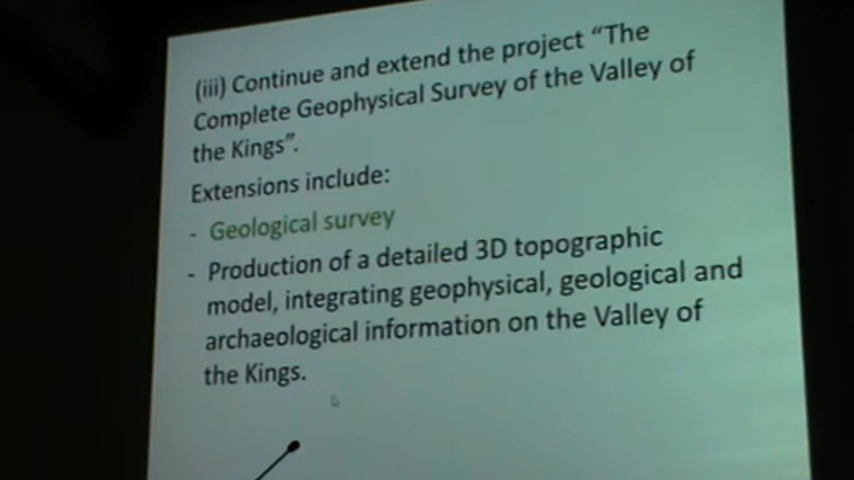 (iii) Continue and extend the project “The
Complete Geophysical Survey of the Valley of
the Kings”.
Extensions include:
- Geological survey
- Production of a detailed 3D topographic
model, integrating geophysical, geological and
archaeological information on the Valley of
the Kings.